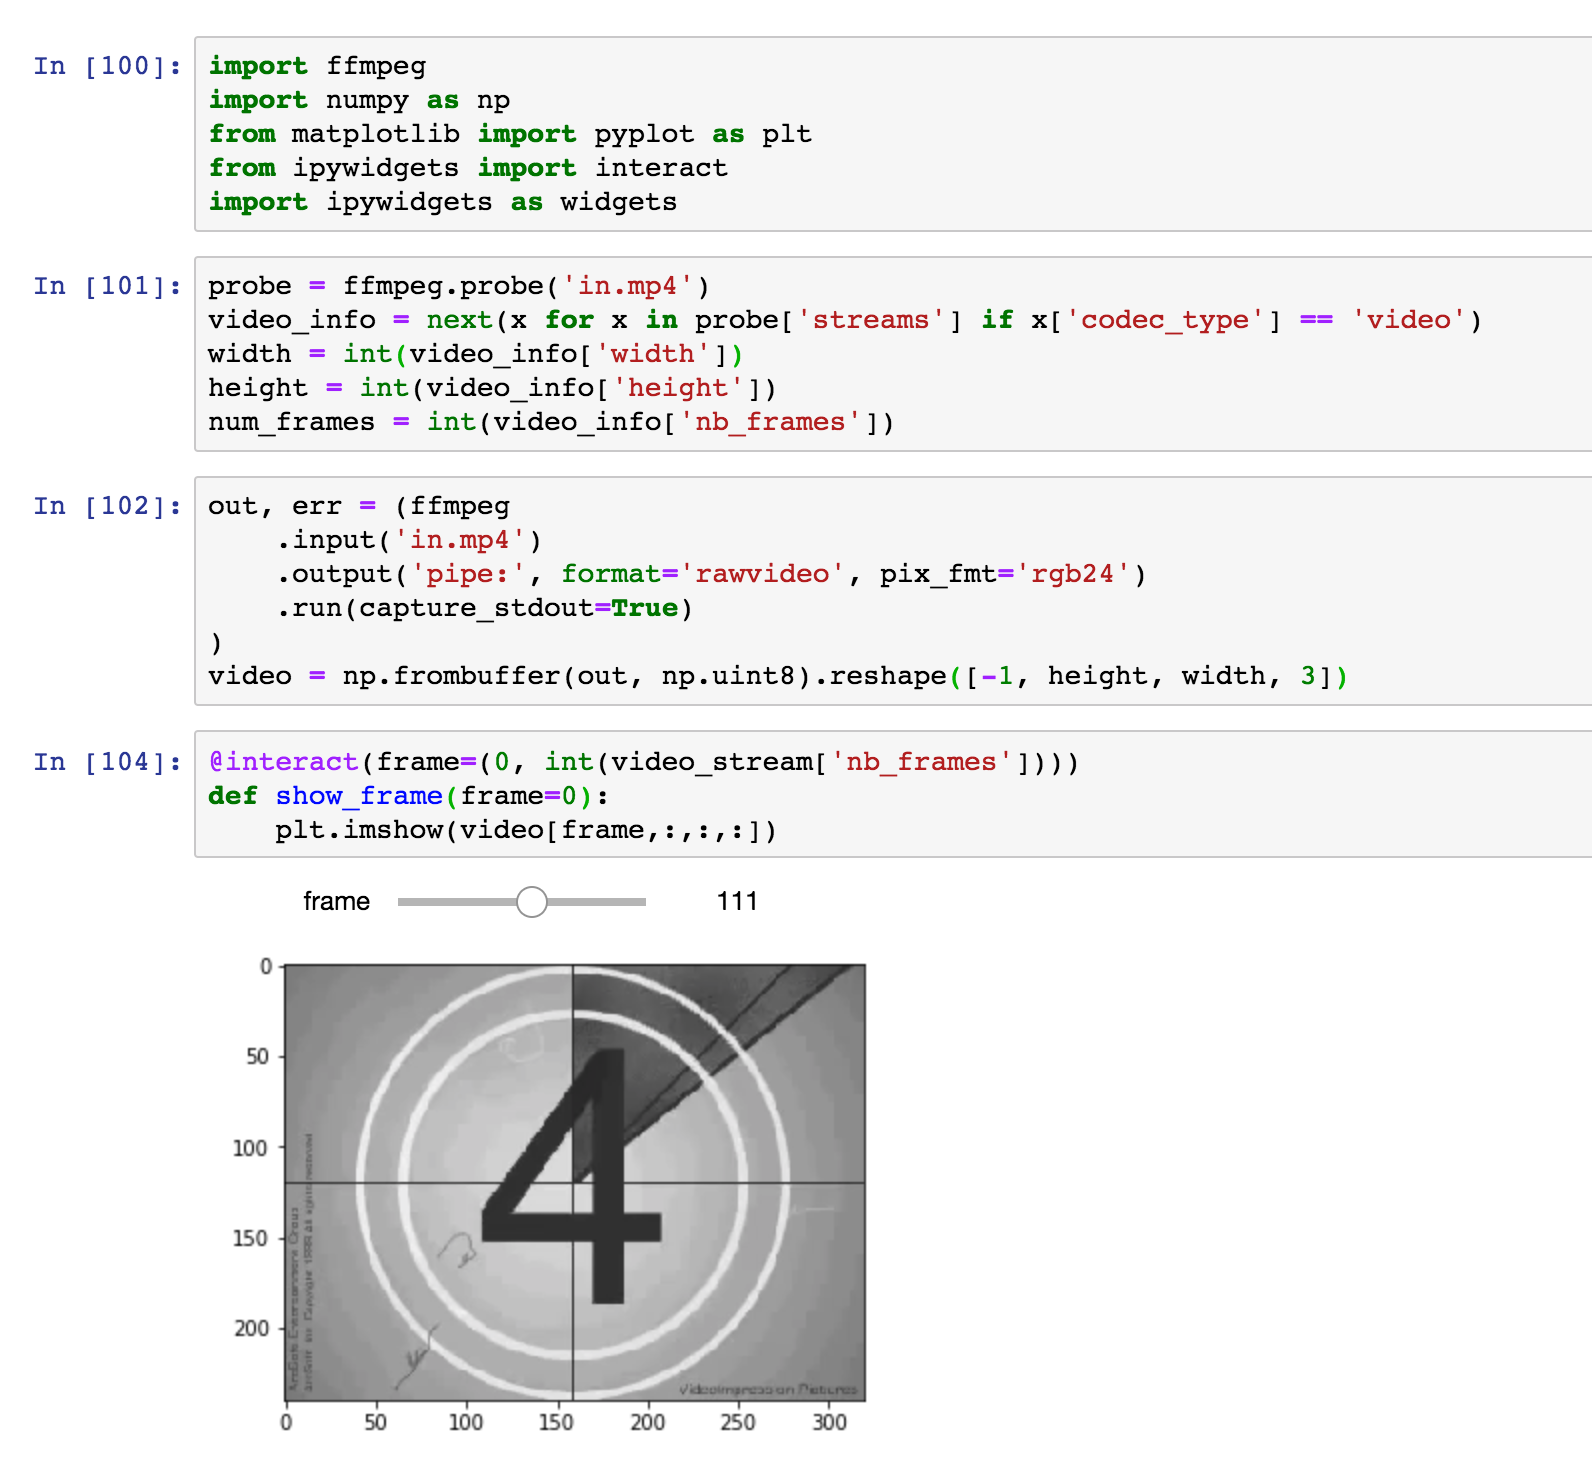 In [100]:
import ffmpeg
import numpy as np
from matplotlib import pyplot as plt
from ipywidgets import interact
import ipywidgets as widgets
In [101]:
probe = ffmpeg.probe('in.mp4')
video_info = next(x for x in probe['streams'] if x['codec_type'] == 'video')
width = int(video_info['width'])
height = int(video_info['height'])
num_frames = int(video_info['nb_frames'])
In [102]:
out, err = (ffmpeg
    .input('in.mp4')
    .output('pipe:', format='rawvideo', pix_fmt='rgb24')
    .run(capture_stdout=True)
)
video = np.frombuffer(out, np.uint8).reshape([-1, height, width, 3])
In [104]:
@interact(frame=(0, int(video_stream['nb_frames'])))
def show_frame(frame=0):
    plt.imshow(video[frame,:,:,:])
frame 111
0
50
100
150
200
4
VideoImpression Pictures
0 50 100 150 200 250 300